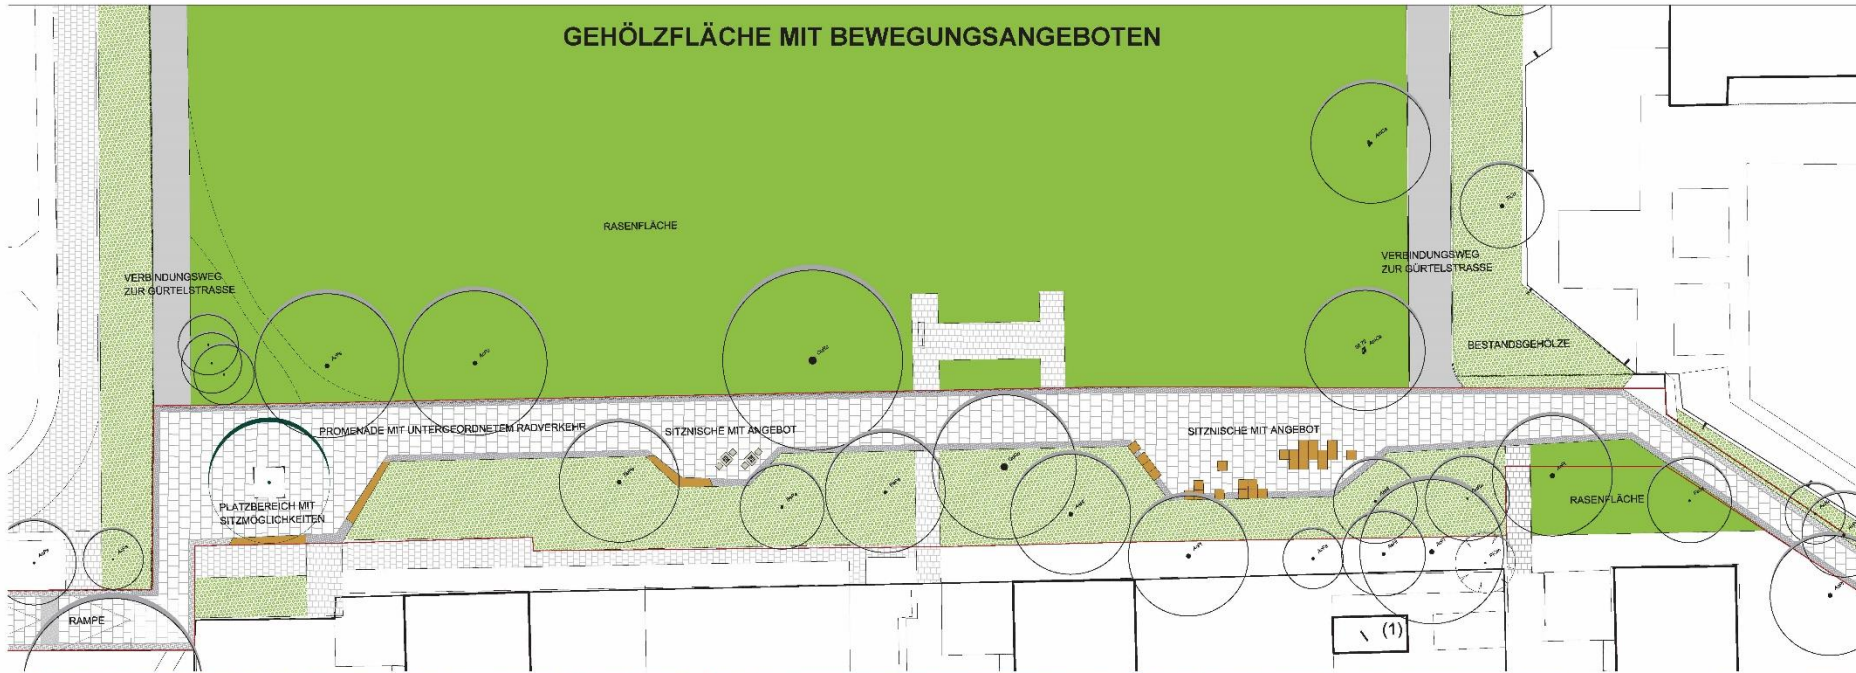 GEHÖLZFLÄCHE MIT BEWEGUNGSANGEBOTEN
RASENFLÄCHE
VERBINDUNGSWEG
ZUR GÜRTELSTRASSE
VERBINDUNGSWEG
ZUR GÜRTELSTRASSE
BESTANDSGEHÖLZE
PROMENADE MIT UNTERGEORDNETEM RADVERKEHR
SITZNISCHE MIT ANGEBOT
SITZNISCHE MIT ANGEBOT
PLATZBEREICH MIT
SITZMÖGLICHKEITEN
RASENFLÄCHE
RAMPE
(1)